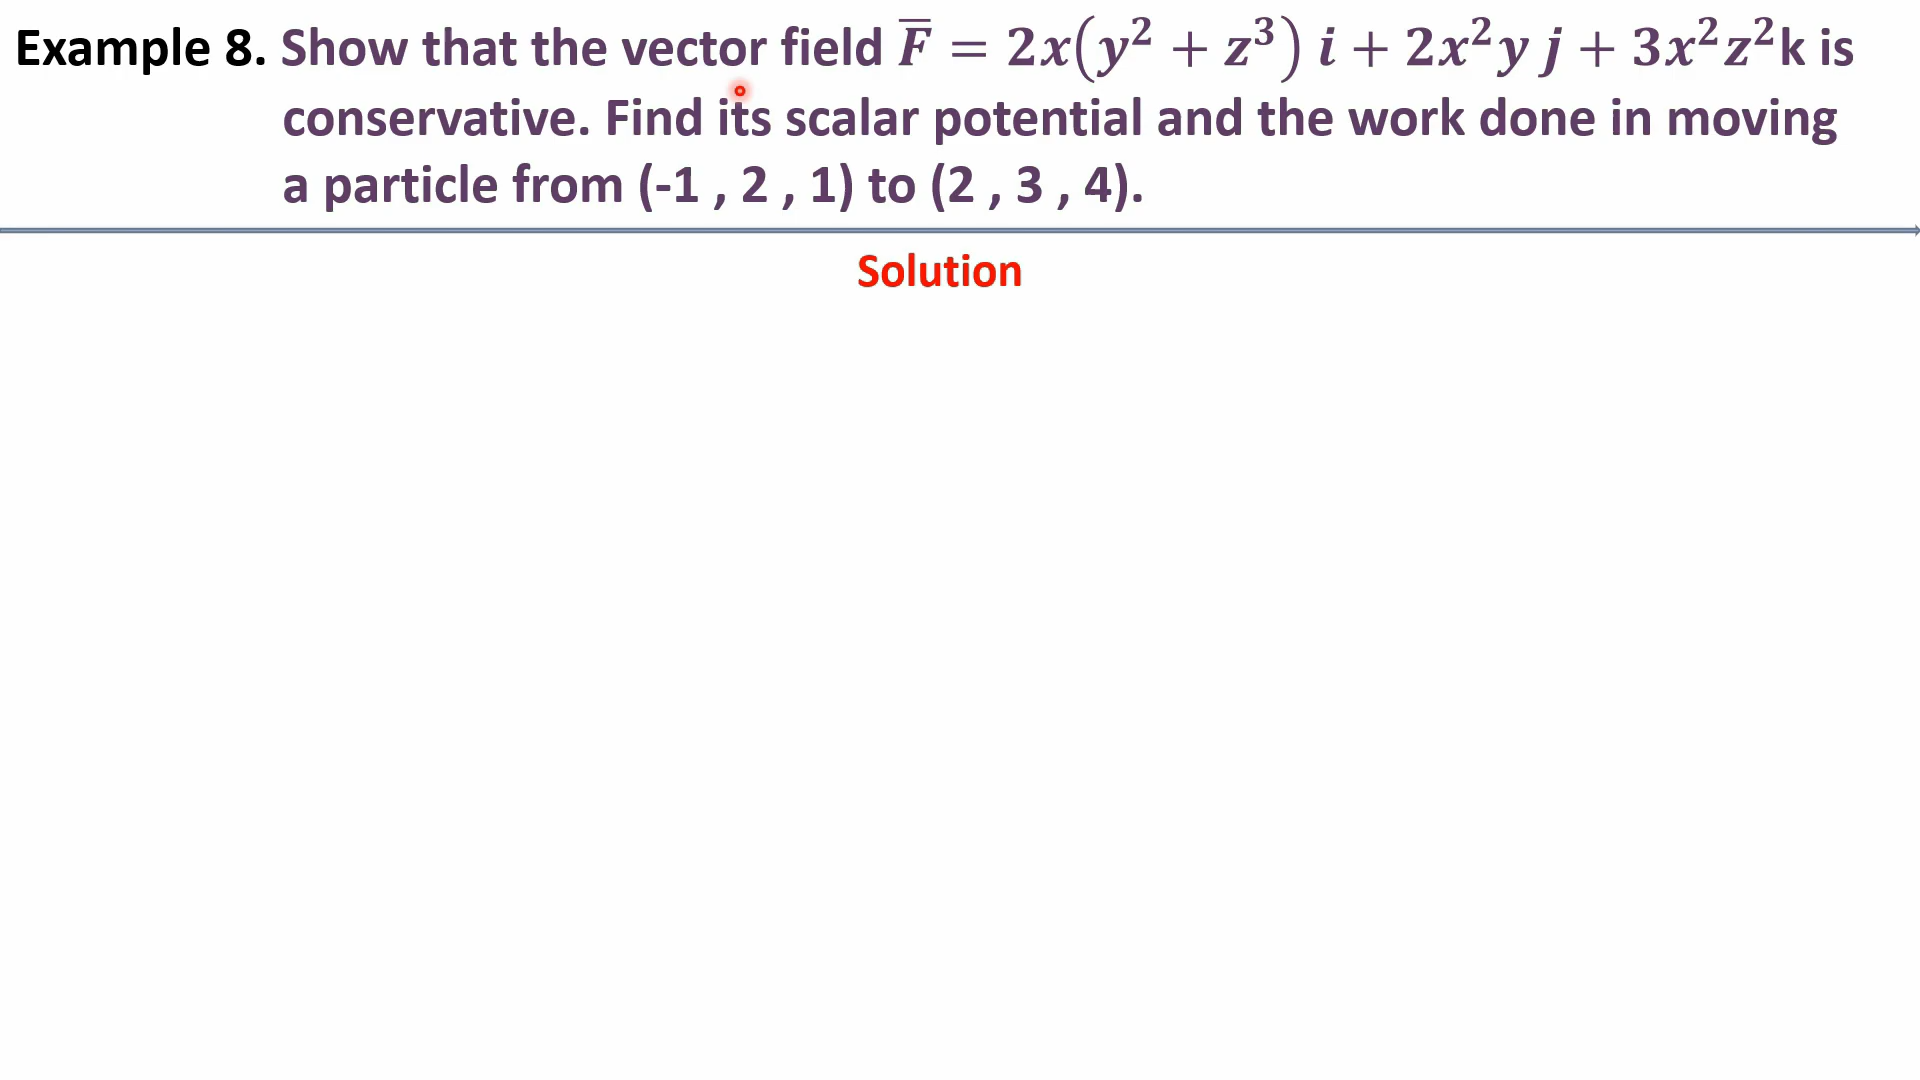 Example 8. Show that the vector field F̅ = 2x(y² + z³) i + 2x²y j + 3x²z²k is
conservative. Find its scalar potential and the work done in moving
a particle from (-1 , 2 , 1) to (2 , 3 , 4).
Solution